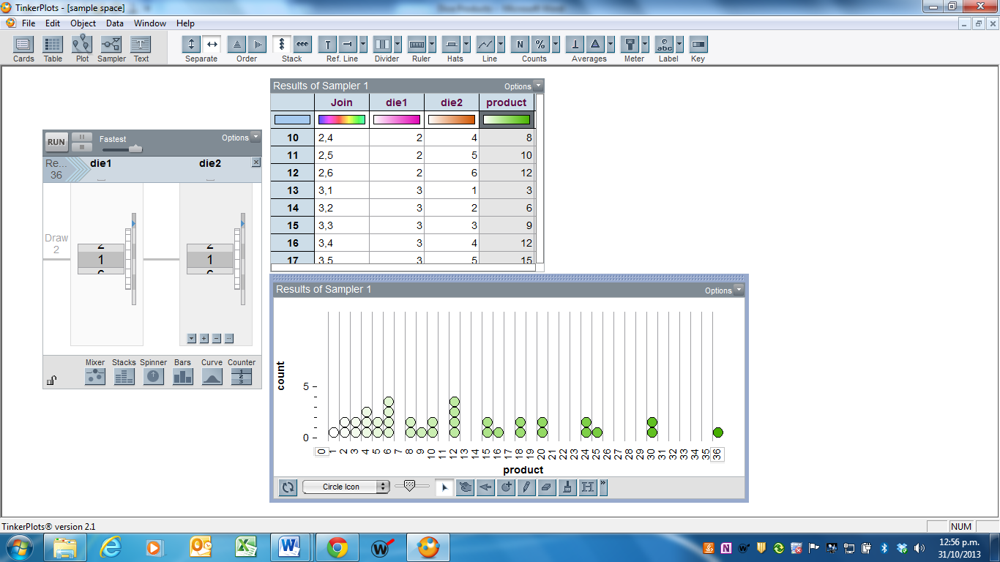 TinkerPlots - [sample space]
File Edit Object Data Window Help
Cards Table Plot Sampler Text Separate Order Stack Ref. Line Divider Ruler Hats Line Counts Averages Meter Label Key
Results of Sampler 1 Options
Join die1 die2 product
10 2,4 2 4 8
11 2,5 2 5 10
12 2,6 2 6 12
13 3,1 3 1 3
14 3,2 3 2 6
15 3,3 3 3 9
16 3,4 3 4 12
17 3,5 3 5 15
RUN Fastest Options
Re... die1 die2
36
Draw
2
2 2
1 1
6 6
Mixer Stacks Spinner Bars Curve Counter
Results of Sampler 1 Options
count
5
0
0 1 2 3 4 5 6 7 8 9 10 11 12 13 14 15 16 17 18 19 20 21 22 23 24 25 26 27 28 29 30 31 32 33 34 35 36
product
Circle Icon
TinkerPlots® version 2.1 NUM
12:56 p.m.
31/10/2013